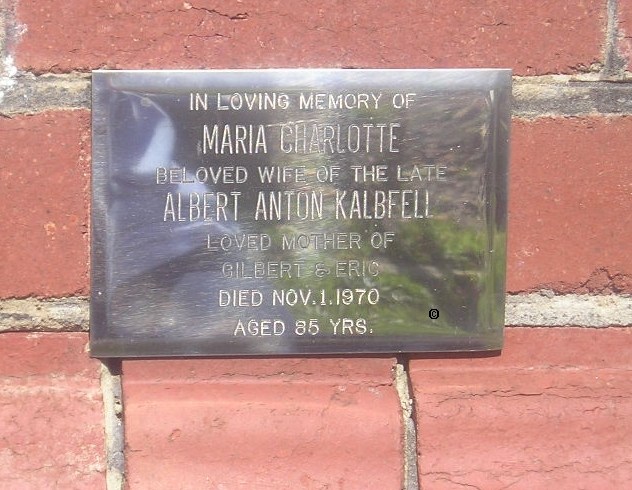 IN LOVING MEMORY OF
MARIA CHARLOTTE
BELOVED WIFE OF THE LATE
ALBERT ANTON KALBFELL
LOVED MOTHER OF
GILBERT & ERIC
DIED NOV.1.1970
©
AGED 85 YRS.